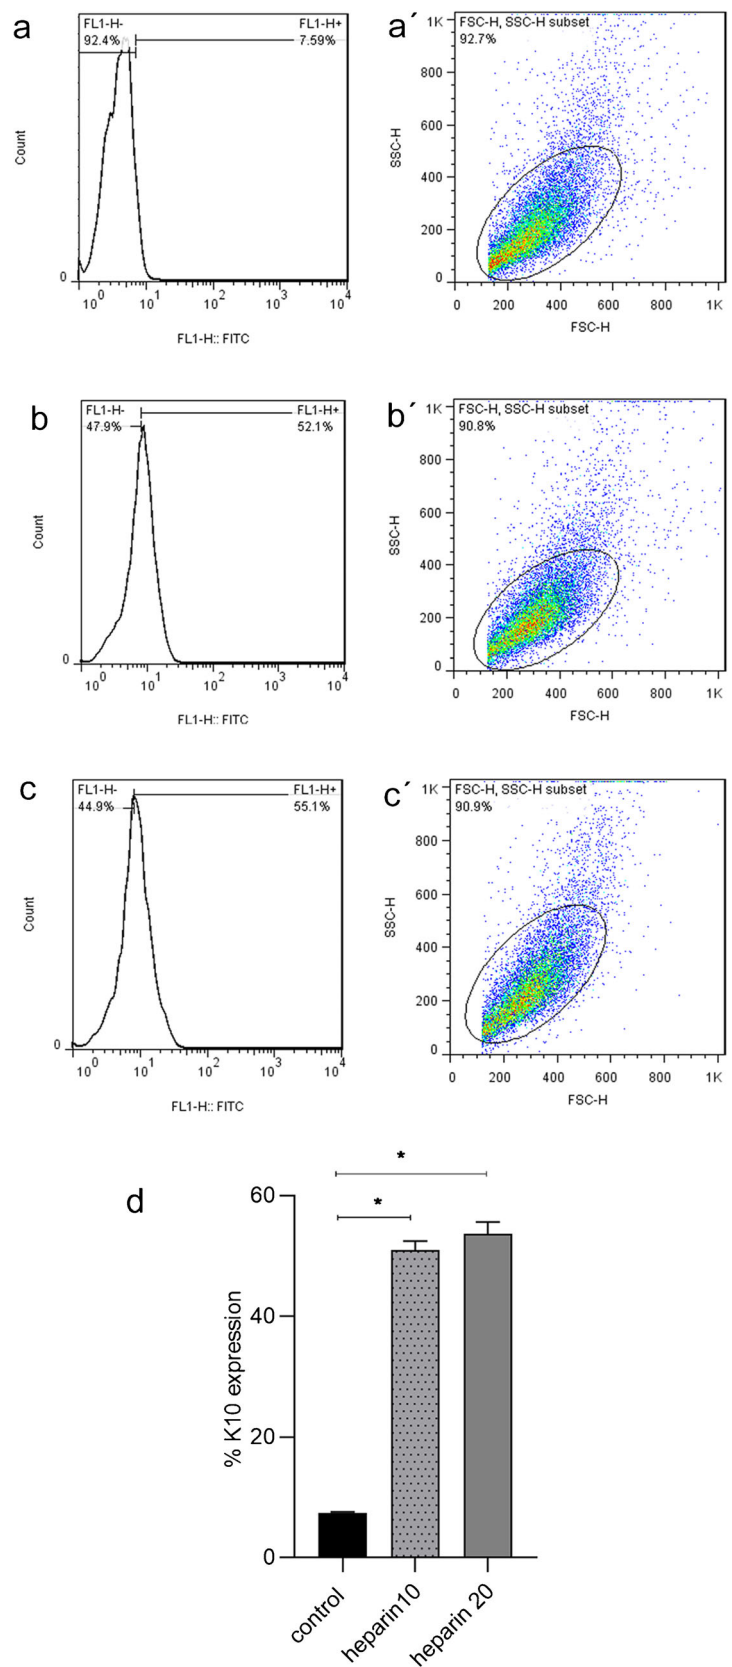 a
FL1-H-
92.4%
FL1-H+
7.59%
Count
0
10^0 10^1 10^2 10^3 10^4
FL1-H:: FITC
a´
FSC-H, SSC-H subset
92.7%
1K
800
600
400
200
0
SSC-H
0 200 400 600 800 1K
FSC-H
b
FL1-H-
47.9%
FL1-H+
52.1%
Count
0
10^0 10^1 10^2 10^3 10^4
FL1-H:: FITC
b´
FSC-H, SSC-H subset
90.8%
1K
800
600
400
200
0
SSC-H
0 200 400 600 800 1K
FSC-H
c
FL1-H-
44.9%
FL1-H+
55.1%
Count
0
10^0 10^1 10^2 10^3 10^4
FL1-H:: FITC
c´
FSC-H, SSC-H subset
90.9%
1K
800
600
400
200
0
SSC-H
0 200 400 600 800 1K
FSC-H
d
*
*
60
40
20
0
% K10 expression
control
heparin10
heparin 20